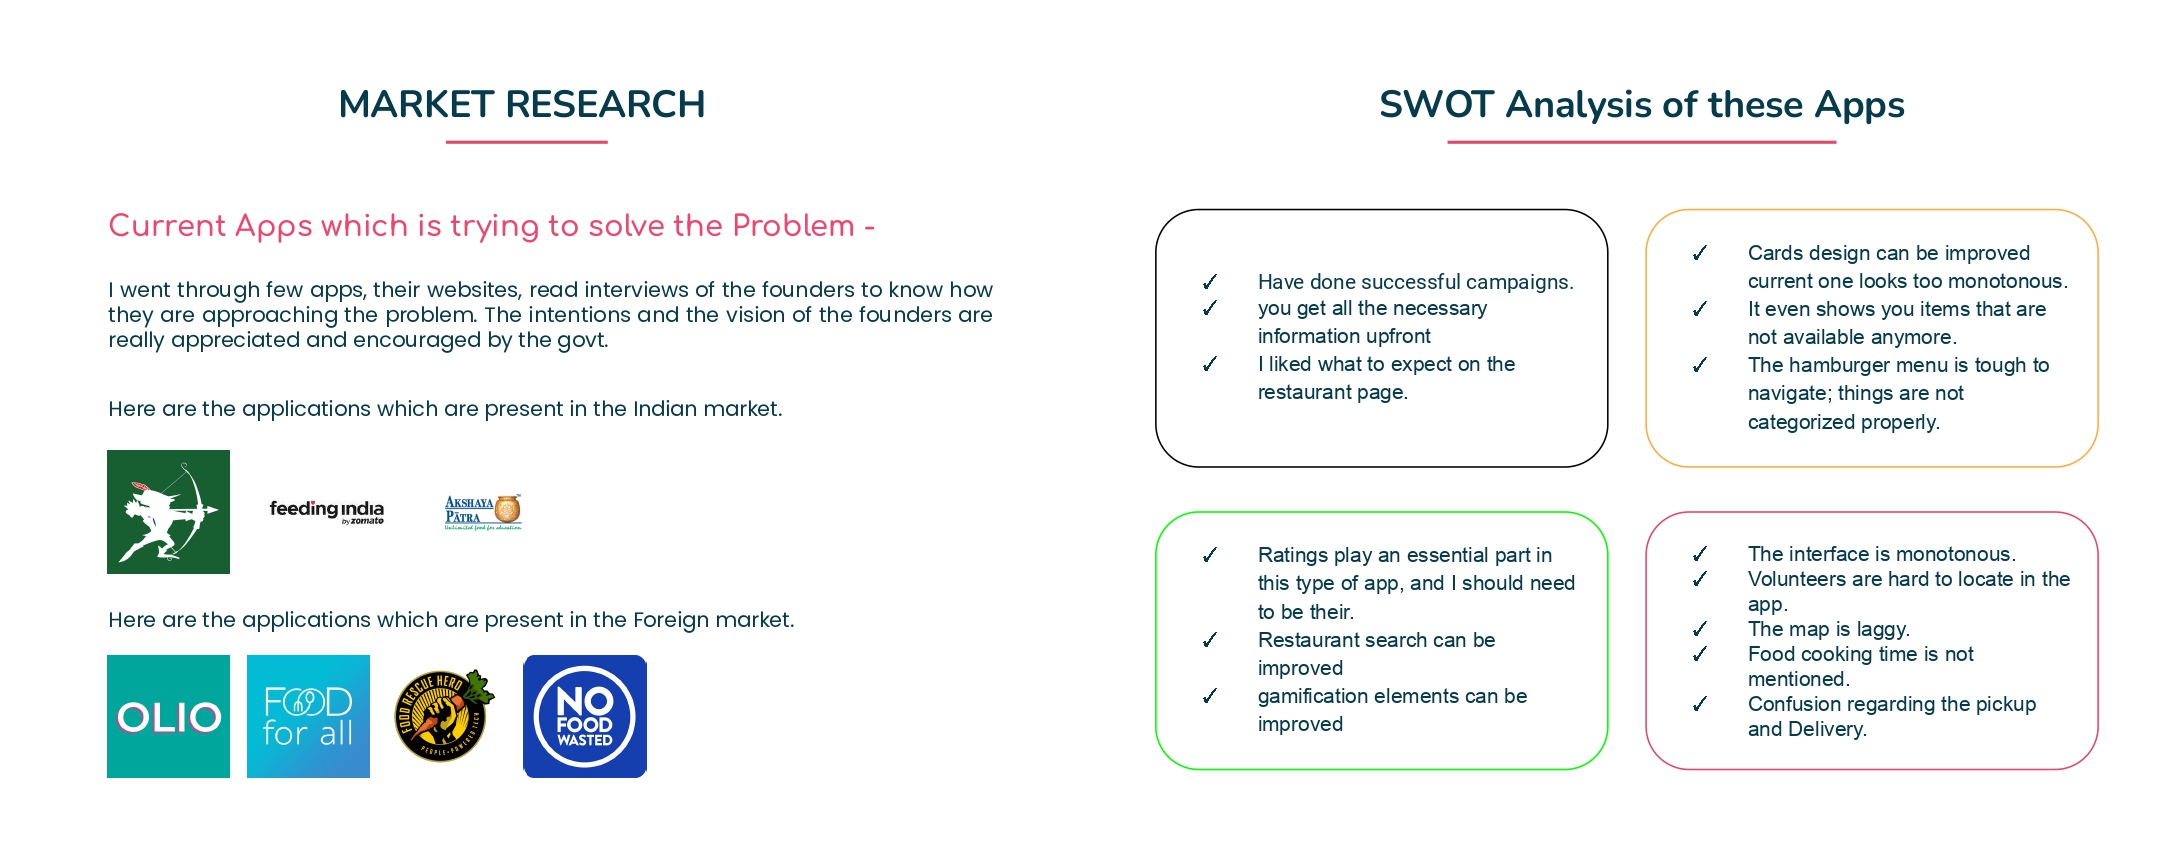 MARKET RESEARCH
Current Apps which is trying to solve the Problem -
I went through few apps, their websites, read interviews of the founders to know how
they are approaching the problem. The intentions and the vision of the founders are
really appreciated and encouraged by the govt.
Here are the applications which are present in the Indian market.
feeding india
by zomato
AKSHAYA
PĀTRA
Unlimited food for education
Here are the applications which are present in the Foreign market.
OLIO
FOOD
for all
FOOD RESCUE HERO
PEOPLE-POWERED TECH
NO
FOOD
WASTED
SWOT Analysis of these Apps
✓ Have done successful campaigns.
✓ you get all the necessary
information upfront
✓ I liked what to expect on the
restaurant page.
✓ Cards design can be improved
current one looks too monotonous.
✓ It even shows you items that are
not available anymore.
✓ The hamburger menu is tough to
navigate; things are not
categorized properly.
✓ Ratings play an essential part in
this type of app, and I should need
to be their.
✓ Restaurant search can be
improved
✓ gamification elements can be
improved
✓ The interface is monotonous.
✓ Volunteers are hard to locate in the
app.
✓ The map is laggy.
✓ Food cooking time is not
mentioned.
✓ Confusion regarding the pickup
and Delivery.